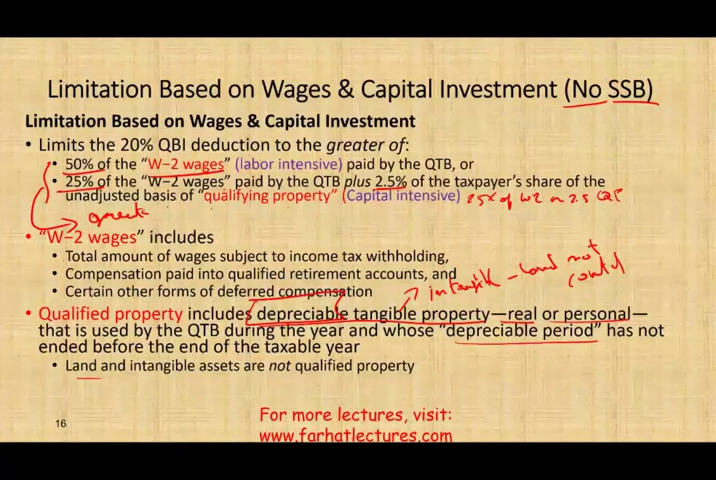 Limitation Based on Wages & Capital Investment (No SSB)
Limitation Based on Wages & Capital Investment
• Limits the 20% QBI deduction to the greater of:
• 50% of the “W–2 wages” (labor intensive) paid by the QTB, or
• 25% of the “W–2 wages” paid by the QTB plus 2.5% of the taxpayer's share of the
unadjusted basis of “qualifying property” (Capital intensive)
• “W–2 wages” includes
• Total amount of wages subject to income tax withholding,
• Compensation paid into qualified retirement accounts, and
• Certain other forms of deferred compensation
intangible - land not
• Qualified property includes depreciable tangible property—real or personal—
that is used by the QTB during the year and whose “depreciable period” has not
ended before the end of the taxable year
• Land and intangible assets are not qualified property
16
For more lectures, visit:
www.farhatlectures.com